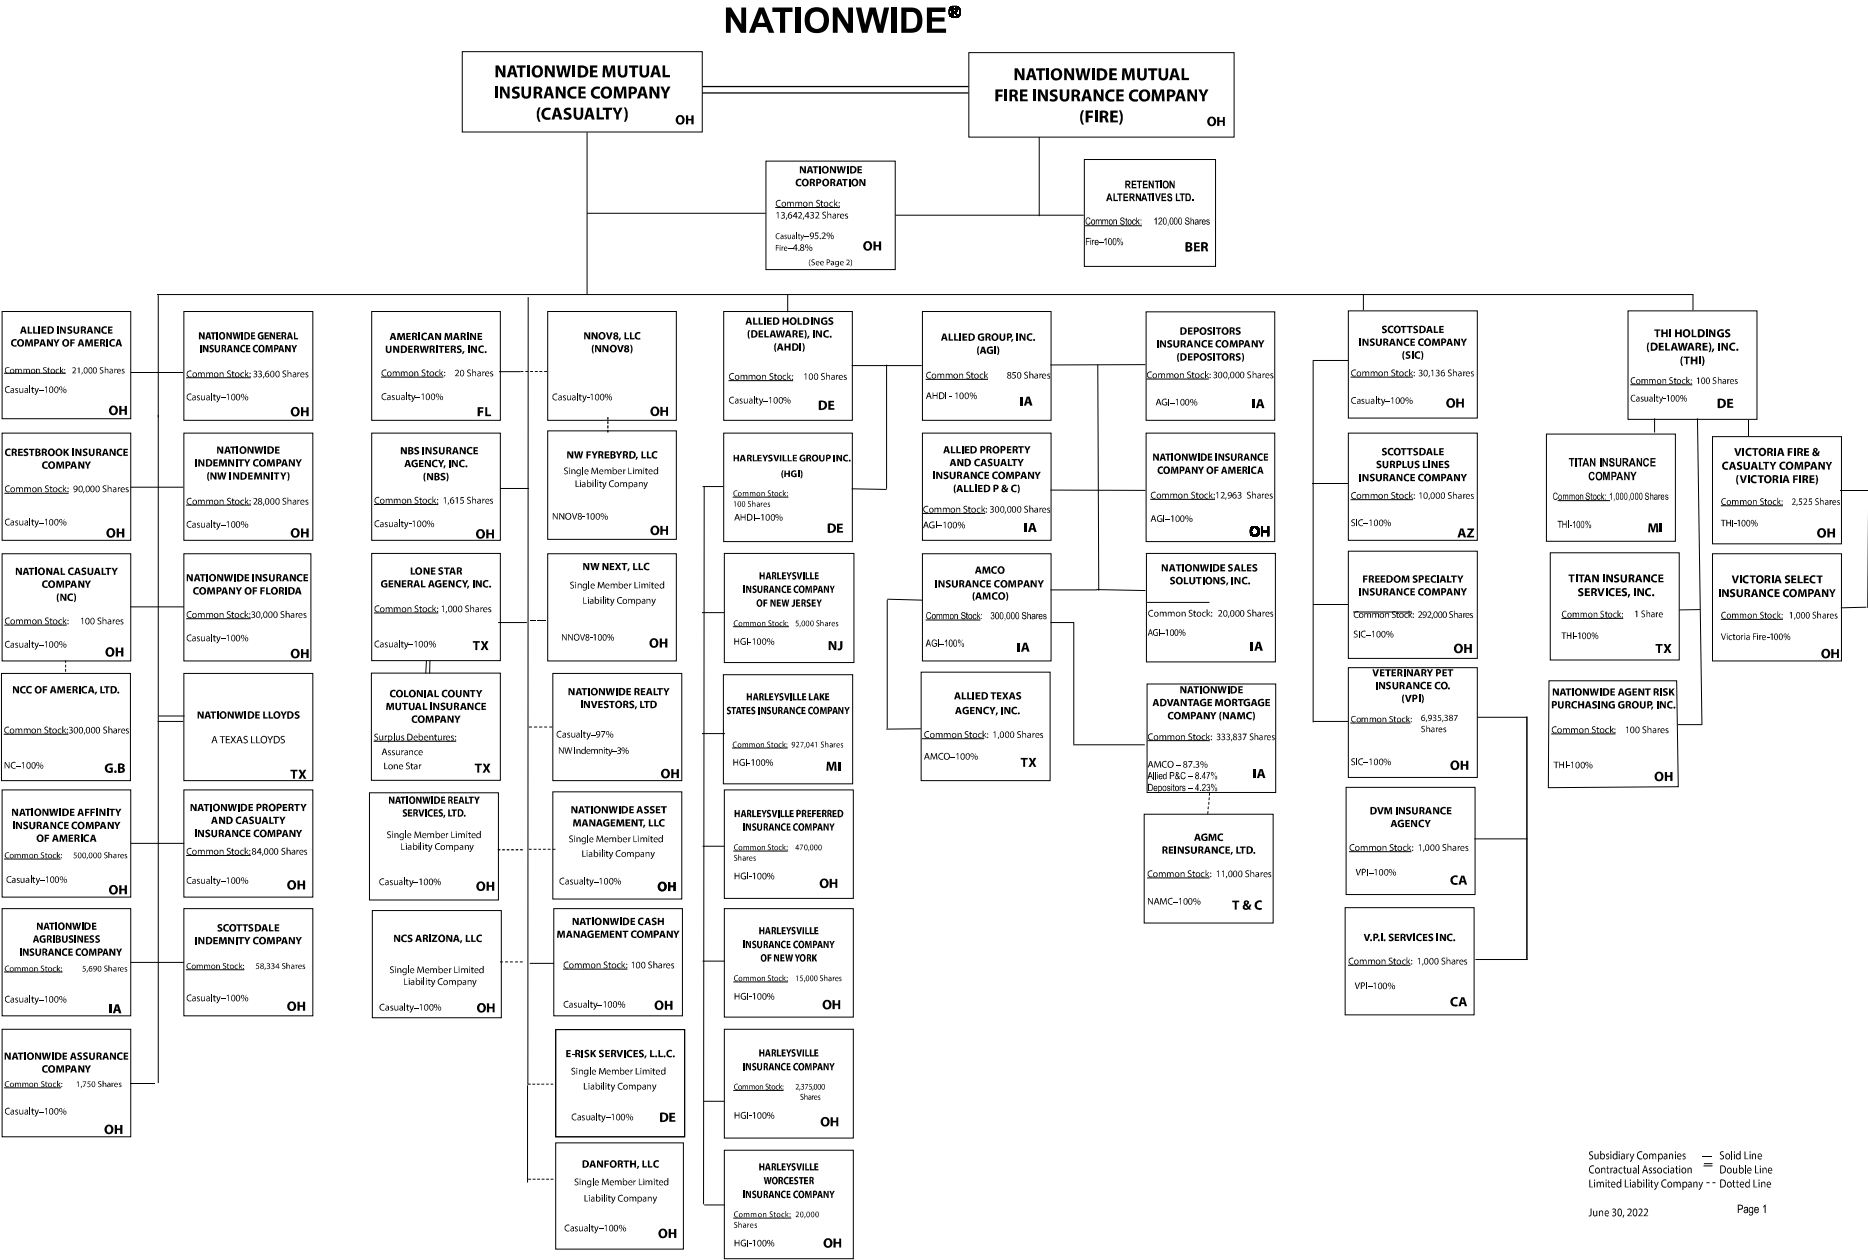 NATIONWIDE®
NATIONWIDE MUTUAL
INSURANCE COMPANY
(CASUALTY)
OH
NATIONWIDE MUTUAL
FIRE INSURANCE COMPANY
(FIRE)
OH
NATIONWIDE
CORPORATION
Common Stock:
13,642,432 Shares
Casualty–95.2%
Fire–4.8%
OH
(See Page 2)
RETENTION
ALTERNATIVES LTD.
Common Stock: 120,000 Shares
Fire–100%
BER
ALLIED INSURANCE
COMPANY OF AMERICA
Common Stock: 21,000 Shares
Casualty–100%
OH
CRESTBROOK INSURANCE
COMPANY
Common Stock: 90,000 Shares
Casualty–100%
OH
NATIONAL CASUALTY
COMPANY
(NC)
Common Stock: 100 Shares
Casualty–100%
OH
NCC OF AMERICA, LTD.
Common Stock:300,000 Shares
NC–100%
G.B
NATIONWIDE AFFINITY
INSURANCE COMPANY
OF AMERICA
Common Stock: 500,000 Shares
Casualty–100%
OH
NATIONWIDE
AGRIBUSINESS
INSURANCE COMPANY
Common Stock: 5,690 Shares
Casualty–100%
IA
NATIONWIDE ASSURANCE
COMPANY
Common Stock: 1,750 Shares
Casualty–100%
OH
NATIONWIDE GENERAL
INSURANCE COMPANY
Common Stock: 33,600 Shares
Casualty–100%
OH
NATIONWIDE
INDEMNITY COMPANY
(NW INDEMNITY)
Common Stock: 28,000 Shares
Casualty–100%
OH
NATIONWIDE INSURANCE
COMPANY OF FLORIDA
Common Stock:30,000 Shares
Casualty–100%
OH
NATIONWIDE LLOYDS
A TEXAS LLOYDS
TX
NATIONWIDE PROPERTY
AND CASUALTY
INSURANCE COMPANY
Common Stock:84,000 Shares
Casualty–100%
OH
SCOTTSDALE
INDEMNITY COMPANY
Common Stock: 58,334 Shares
Casualty–100%
OH
AMERICAN MARINE
UNDERWRITERS, INC.
Common Stock: 20 Shares
Casualty–100%
FL
NBS INSURANCE
AGENCY, INC.
(NBS)
Common Stock: 1,615 Shares
Casualty–100%
OH
LONE STAR
GENERAL AGENCY, INC.
Common Stock: 1,000 Shares
Casualty–100%
TX
COLONIAL COUNTY
MUTUAL INSURANCE
COMPANY
Surplus Debentures:
Assurance
Lone Star
TX
NATIONWIDE REALTY
SERVICES, LTD.
Single Member Limited
Liability Company
Casualty–100%
OH
NCS ARIZONA, LLC
Single Member Limited
Liability Company
Casualty–100%
OH
NNOV8, LLC
(NNOV8)
Casualty–100%
OH
NW FYREBYRD, LLC
Single Member Limited
Liability Company
NNOV8-100%
OH
NW NEXT, LLC
Single Member Limited
Liability Company
NNOV8-100%
OH
NATIONWIDE REALTY
INVESTORS, LTD
Casualty–97%
NW Indemnity–3%
OH
NATIONWIDE ASSET
MANAGEMENT, LLC
Single Member Limited
Liability Company
Casualty–100%
OH
NATIONWIDE CASH
MANAGEMENT COMPANY
Common Stock: 100 Shares
Casualty–100%
OH
E-RISK SERVICES, L.L.C.
Single Member Limited
Liability Company
Casualty–100%
DE
DANFORTH, LLC
Single Member Limited
Liability Company
Casualty–100%
OH
ALLIED HOLDINGS
(DELAWARE), INC.
(AHDI)
Common Stock: 100 Shares
Casualty–100%
DE
HARLEYSVILLE GROUP INC.
(HGI)
Common Stock:
100 Shares
AHDI–100%
DE
HARLEYSVILLE
INSURANCE COMPANY
OF NEW JERSEY
Common Stock: 5,000 Shares
HGI-100%
NJ
HARLEYSVILLE LAKE
STATES INSURANCE COMPANY
Common Stock: 927,041 Shares
HGI-100%
MI
HARLEYSVILLE PREFERRED
INSURANCE COMPANY
Common Stock: 470,000
Shares
HGI-100%
OH
HARLEYSVILLE
INSURANCE COMPANY
OF NEW YORK
Common Stock: 15,000 Shares
HGI-100%
OH
HARLEYSVILLE
INSURANCE COMPANY
Common Stock: 2,375,000
Shares
HGI-100%
OH
HARLEYSVILLE
WORCESTER
INSURANCE COMPANY
Common Stock: 20,000
Shares
HGI-100%
OH
ALLIED GROUP, INC.
(AGI)
Common Stock 850 Shares
AHDI - 100%
IA
ALLIED PROPERTY
AND CASUALTY
INSURANCE COMPANY
(ALLIED P & C)
Common Stock: 300,000 Shares
AGI–100%
IA
AMCO
INSURANCE COMPANY
(AMCO)
Common Stock: 300,000 Shares
AGI–100%
IA
ALLIED TEXAS
AGENCY, INC.
Common Stock: 1,000 Shares
AMCO–100%
TX
DEPOSITORS
INSURANCE COMPANY
(DEPOSITORS)
Common Stock: 300,000 Shares
AGI–100%
IA
NATIONWIDE INSURANCE
COMPANY OF AMERICA
Common Stock:12,963 Shares
AGI–100%
OH
NATIONWIDE SALES
SOLUTIONS, INC.
Common Stock: 20,000 Shares
AGI–100%
IA
NATIONWIDE
ADVANTAGE MORTGAGE
COMPANY (NAMC)
Common Stock: 333,837 Shares
AMCO – 87.3%
Allied P&C – 8.47%
Depositors – 4.23%
IA
AGMC
REINSURANCE, LTD.
Common Stock: 11,000 Shares
NAMC–100%
T & C
SCOTTSDALE
INSURANCE COMPANY
(SIC)
Common Stock: 30,136 Shares
Casualty–100%
OH
SCOTTSDALE
SURPLUS LINES
INSURANCE COMPANY
Common Stock: 10,000 Shares
SIC–100%
AZ
FREEDOM SPECIALTY
INSURANCE COMPANY
Common Stock: 292,000 Shares
SIC–100%
OH
VETERINARY PET
INSURANCE CO.
(VPI)
Common Stock: 6,935,387
Shares
SIC–100%
OH
DVM INSURANCE
AGENCY
Common Stock: 1,000 Shares
VPI–100%
CA
V.P.I. SERVICES INC.
Common Stock: 1,000 Shares
VPI–100%
CA
THI HOLDINGS
(DELAWARE), INC.
(THI)
Common Stock: 100 Shares
Casualty-100%
DE
TITAN INSURANCE
COMPANY
Common Stock: 1,000,000 Shares
THI-100%
MI
TITAN INSURANCE
SERVICES, INC.
Common Stock: 1 Share
THI-100%
TX
NATIONWIDE AGENT RISK
PURCHASING GROUP, INC.
Common Stock: 100 Shares
THI-100%
OH
VICTORIA FIRE &
CASUALTY COMPANY
(VICTORIA FIRE)
Common Stock: 2,525 Shares
THI-100%
OH
VICTORIA SELECT
INSURANCE COMPANY
Common Stock: 1,000 Shares
Victoria Fire–100%
OH
Subsidiary Companies — Solid Line
Contractual Association = Double Line
Limited Liability Company -- Dotted Line
June 30, 2022
Page 1